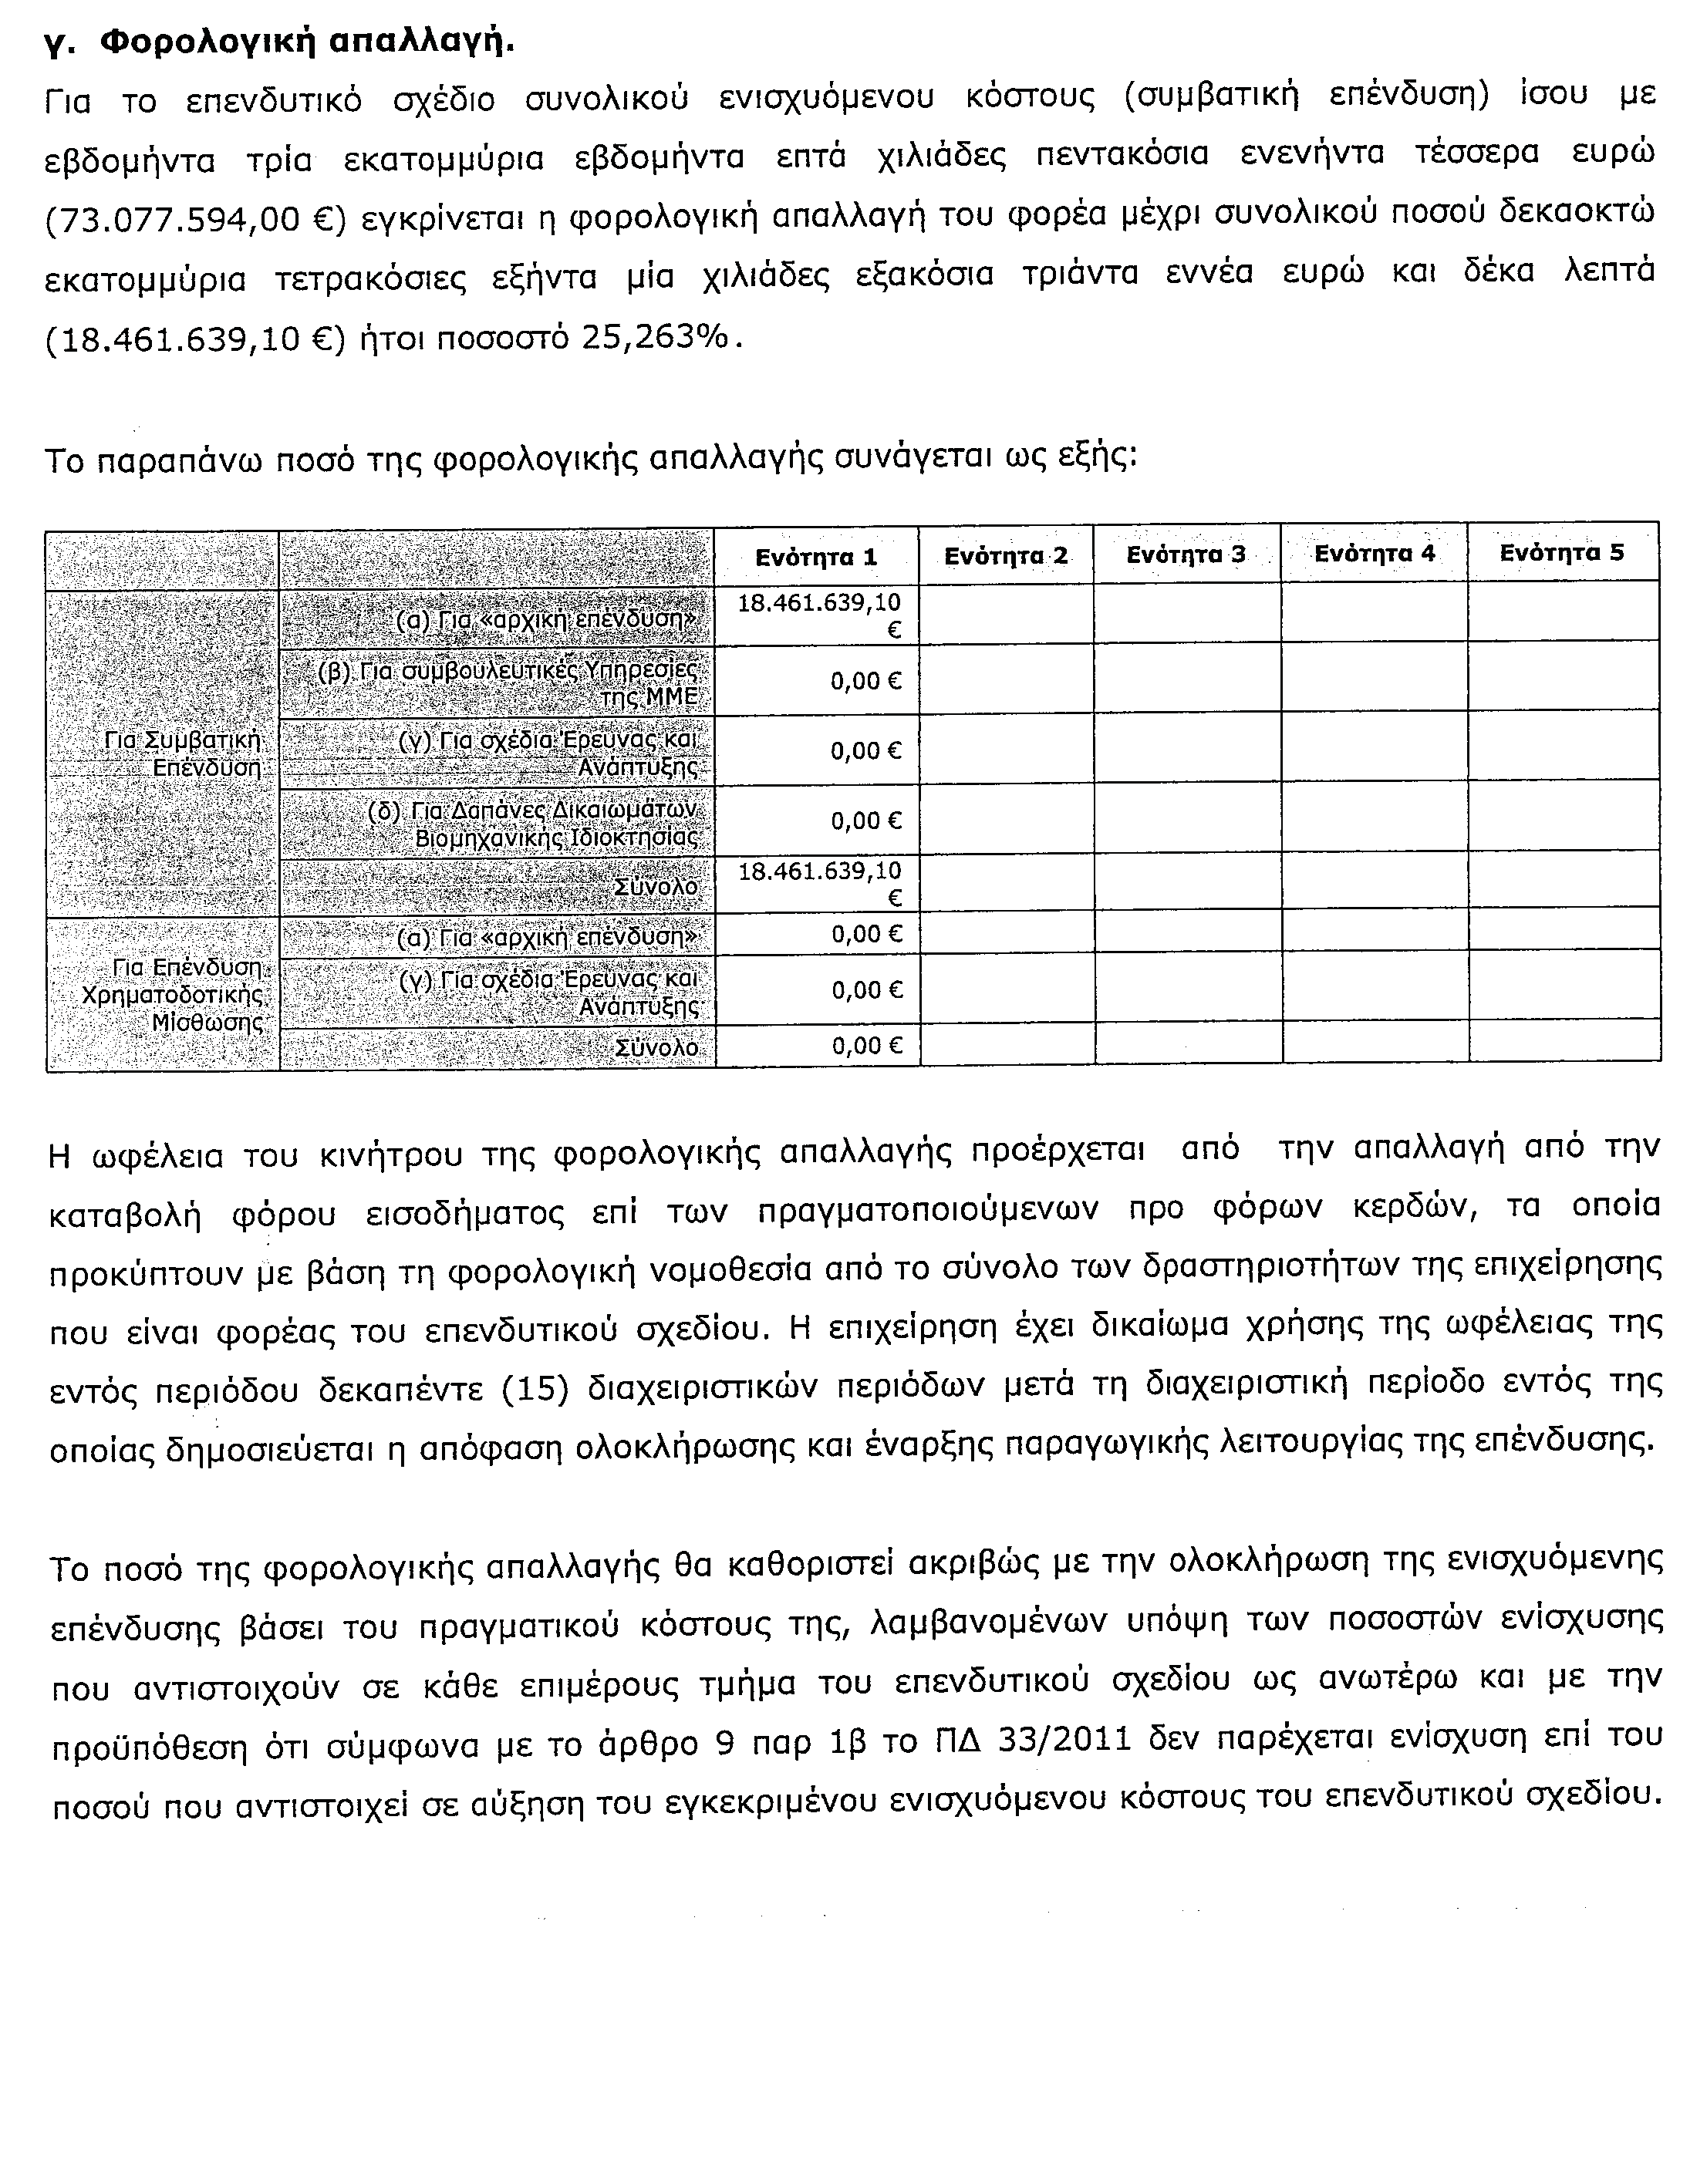 γ. Φορολογική απαλλαγή.
Για το επενδυτικό σχέδιο συνολικού ενισχυόμενου κόστους (συμβατική επένδυση) ίσου με
εβδομήντα τρία εκατομμύρια εβδομήντα επτά χιλιάδες πεντακόσια ενενήντα τέσσερα ευρώ
(73.077.594,00 €) εγκρίνεται η φορολογική απαλλαγή του φορέα μέχρι συνολικού ποσού δεκαοκτώ
εκατομμύρια τετρακόσιες εξήντα μία χιλιάδες εξακόσια τριάντα εννέα ευρώ και δέκα λεπτά
(18.461.639,10 €) ήτοι ποσοστό 25,263%.
Το παραπάνω ποσό της φορολογικής απαλλαγής συνάγεται ως εξής:
Ενότητα 1 Ενότητα 2 Ενότητα 3 Ενότητα 4 Ενότητα 5
Για Συμβατική
Επένδυση
(α) Για «αρχική επένδυση»
18.461.639,10
€
(β) Για συμβουλευτικές Υπηρεσίες
της ΜΜΕ
0,00 €
(γ) Για σχέδια Έρευνας και
Ανάπτυξης
0,00 €
(δ) Για Δαπάνες Δικαιωμάτων
Βιομηχανικής Ιδιοκτησίας
0,00 €
Σύνολο
18.461.639,10
€
Για Επένδυση
Χρηματοδοτικής
Μίσθωσης
(α) Για «αρχική επένδυση»
0,00 €
(γ) Για σχέδια Έρευνας και
Ανάπτυξης
0,00 €
Σύνολο
0,00 €
Η ωφέλεια του κινήτρου της φορολογικής απαλλαγής προέρχεται από την απαλλαγή από την
καταβολή φόρου εισοδήματος επί των πραγματοποιούμενων προ φόρων κερδών, τα οποία
προκύπτουν με βάση τη φορολογική νομοθεσία από το σύνολο των δραστηριοτήτων της επιχείρησης
που είναι φορέας του επενδυτικού σχεδίου. Η επιχείρηση έχει δικαίωμα χρήσης της ωφέλειας της
εντός περιόδου δεκαπέντε (15) διαχειριστικών περιόδων μετά τη διαχειριστική περίοδο εντός της
οποίας δημοσιεύεται η απόφαση ολοκλήρωσης και έναρξης παραγωγικής λειτουργίας της επένδυσης.
Το ποσό της φορολογικής απαλλαγής θα καθοριστεί ακριβώς με την ολοκλήρωση της ενισχυόμενης
επένδυσης βάσει του πραγματικού κόστους της, λαμβανομένων υπόψη των ποσοστών ενίσχυσης
που αντιστοιχούν σε κάθε επιμέρους τμήμα του επενδυτικού σχεδίου ως ανωτέρω και με την
προϋπόθεση ότι σύμφωνα με το άρθρο 9 παρ 1β το ΠΔ 33/2011 δεν παρέχεται ενίσχυση επί του
ποσού που αντιστοιχεί σε αύξηση του εγκεκριμένου ενισχυόμενου κόστους του επενδυτικού σχεδίου.